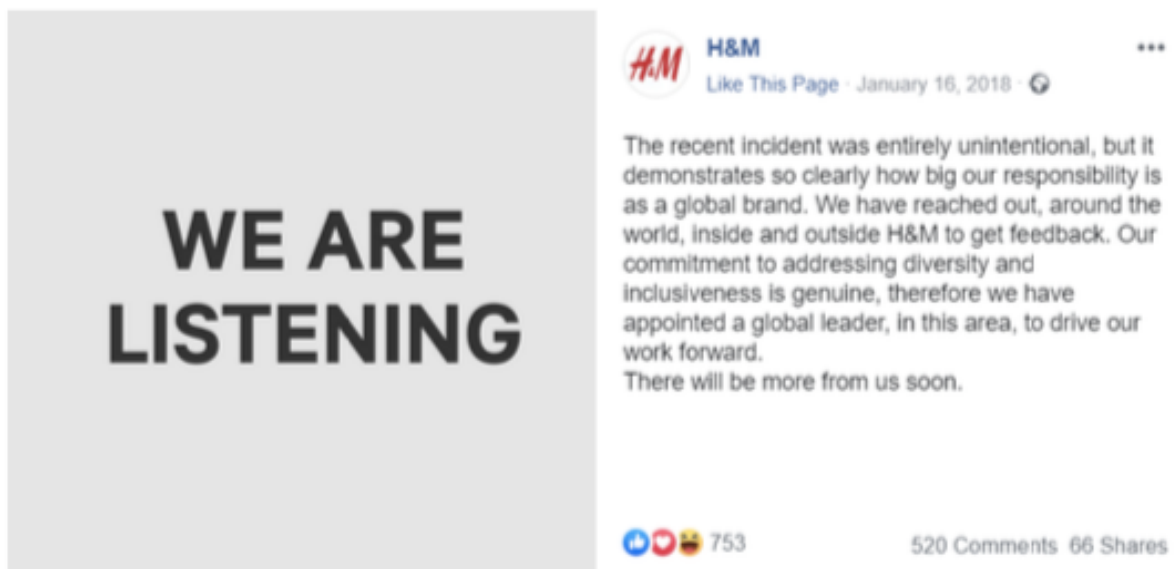 WE ARE
LISTENING
H&M
H&M
Like This Page · January 16, 2018 ·
The recent incident was entirely unintentional, but it
demonstrates so clearly how big our responsibility is
as a global brand. We have reached out, around the
world, inside and outside H&M to get feedback. Our
commitment to addressing diversity and
inclusiveness is genuine, therefore we have
appointed a global leader, in this area, to drive our
work forward.
There will be more from us soon.
753
520 Comments 66 Shares